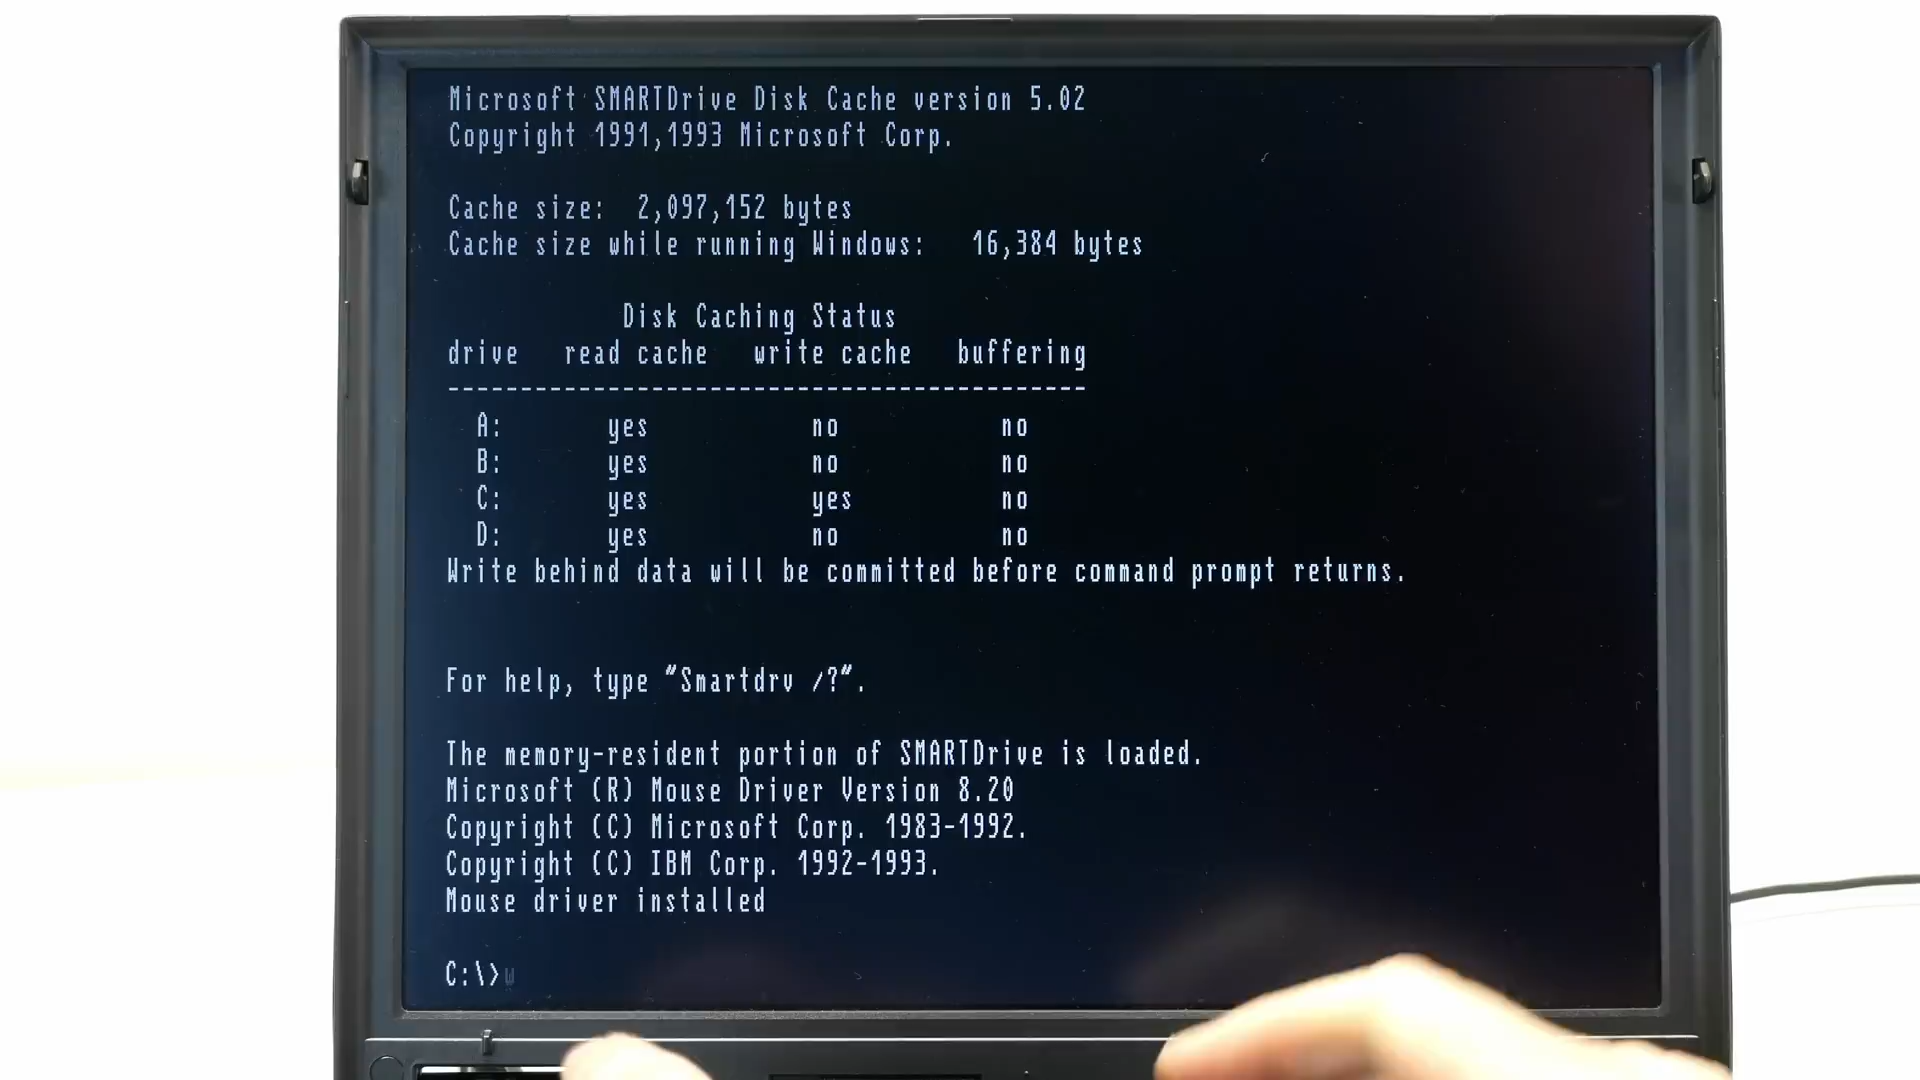 Microsoft SMARTDrive Disk Cache version 5.02
Copyright 1991,1993 Microsoft Corp.
Cache size: 2,097,152 bytes
Cache size while running Windows: 16,384 bytes
Disk Caching Status
drive read cache write cache buffering
--------------------------------------------
A: yes no no
B: yes no no
C: yes yes no
D: yes no no
Write behind data will be committed before command prompt returns.
For help, type "Smartdrv /?".
The memory-resident portion of SMARTDrive is loaded.
Microsoft (R) Mouse Driver Version 8.20
Copyright (C) Microsoft Corp. 1983-1992.
Copyright (C) IBM Corp. 1992-1993.
Mouse driver installed
C:\>w